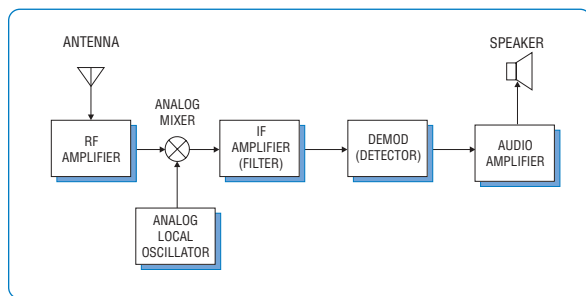 ANTENNA
SPEAKER
ANALOG
MIXER
RF
AMPLIFIER
IF
AMPLIFIER
(FILTER)
DEMOD
(DETECTOR)
AUDIO
AMPLIFIER
ANALOG
LOCAL
OSCILLATOR